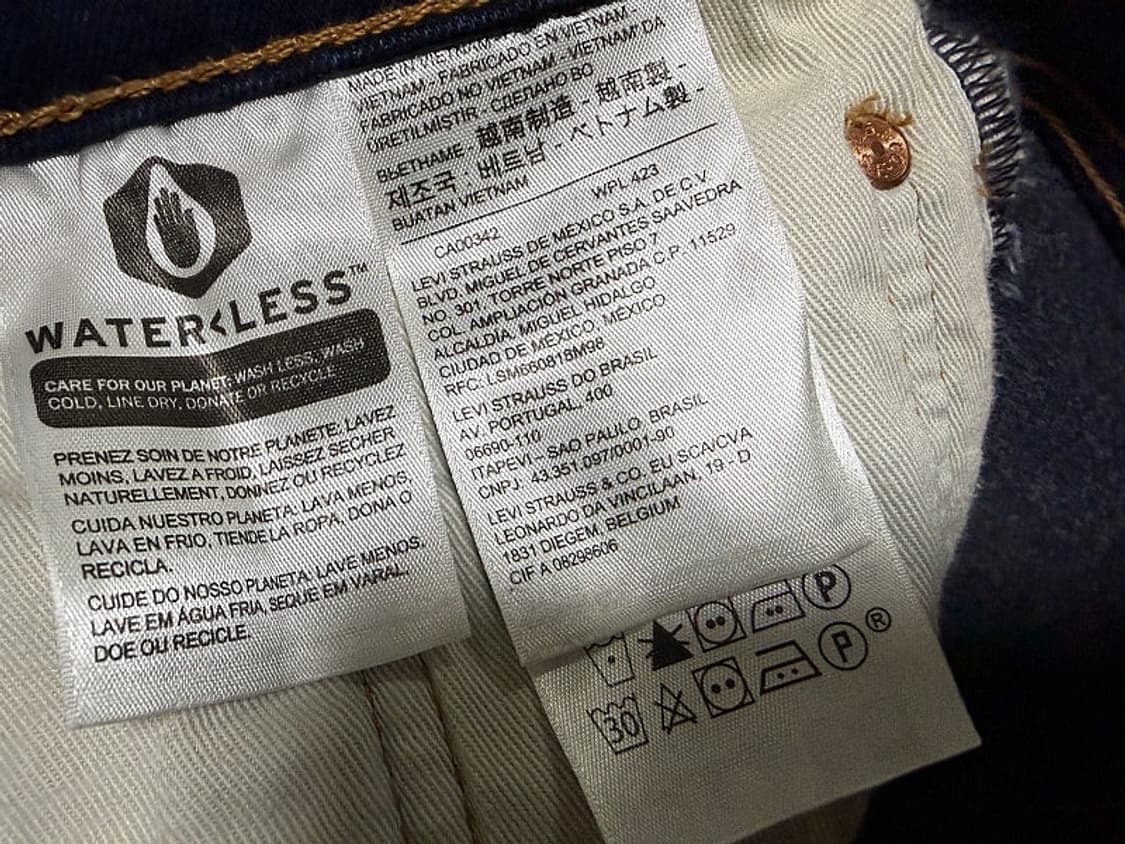 WATER<LESS™
CARE FOR OUR PLANET: WASH LESS, WASH
COLD, LINE DRY, DONATE OR RECYCLE
PRENEZ SOIN DE NOTRE PLANETE, LAVEZ
MOINS, LAVEZ A FROID, LAISSEZ SECHER
NATURELLEMENT, DONNEZ OU RECYCLEZ
CUIDA NUESTRO PLANETA: LAVA MENOS,
LAVA EN FRIO, TIENDE LA ROPA, DONA O
RECICLA.
CUIDE DO NOSSO PLANETA: LAVE MENOS,
LAVE EM ÁGUA FRIA, SEQUE EM VARAL,
DOE OU RECICLE.
MADE IN VIETNAM
VIETNAM - FABRICADO EN VIETNAM -
FABRICADO NO VIETNAM - VIETNAM' DA
ÜRETILMİSTİR - СДЕЛАНО ВО
ВЬЕТНАМЕ - 越南制造 - 越南製 -
제조국 : 베트남 - ベトナム製 -
BUATAN VIETNAM
CA00342 WPL 423
LEVI STRAUSS DE MEXICO S.A. DE C.V
BLVD. MIGUEL DE CERVANTES SAAVEDRA
NO. 301 TORRE NORTE PISO 7
COL. AMPLIACIÓN GRANADA C.P. 11529
ALCALDÍA. MIGUEL HIDALGO
CIUDAD DE MÉXICO, MÉXICO
RFC: LSM660818M98
LEVI STRAUSS DO BRASIL
AV. PORTUGAL, 400
06690-110
ITAPEVI - SAO PAULO, BRASIL
CNPJ: 43.351.097/0001-90
LEVI STRAUSS & CO. EU SCA/CVA
LEONARDO DA VINCILAAN, 19 - D
1831 DIEGEM, BELGIUM
CIF A 08298606
P
30 P ®